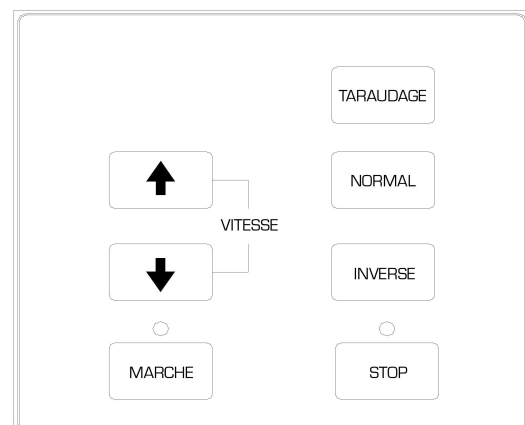 TARAUDAGE
NORMAL
VITESSE
INVERSE
MARCHE
STOP